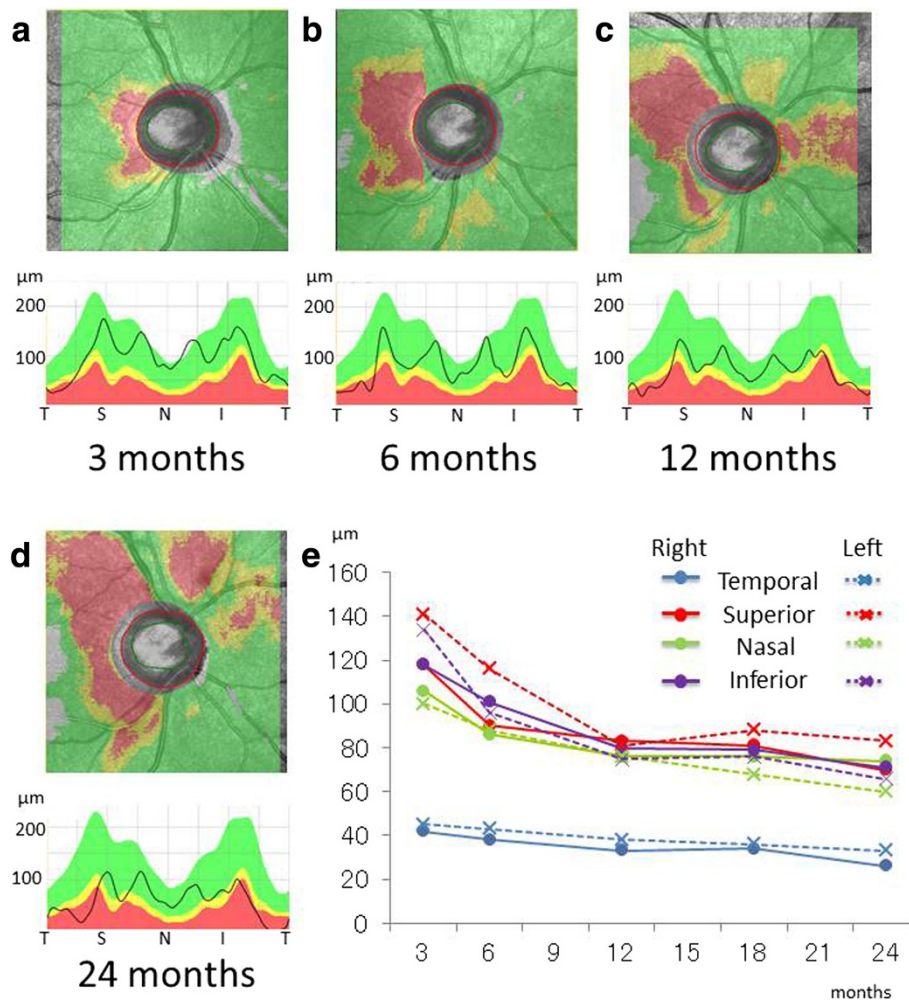 a
b
c
μm
200
100
T S N I T
3 months
μm
200
100
T S N I T
6 months
μm
200
100
T S N I T
12 months
d
μm
200
100
T S N I T
24 months
e
μm
Right Left
Temporal
Superior
Nasal
Inferior
160
140
120
100
80
60
40
20
0
3 6 9 12 15 18 21 24
months